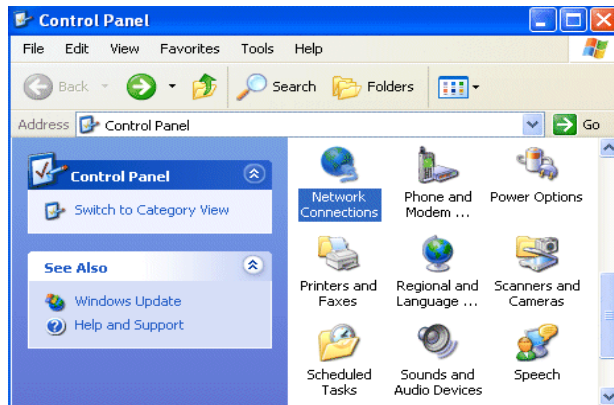 Control Panel
File Edit View Favorites Tools Help
Back Search Folders
Address Control Panel Go
Control Panel
Switch to Category View
See Also
Windows Update
Help and Support
Network
Connections
Phone and
Modem ...
Power Options
Printers and
Faxes
Regional and
Language ...
Scanners and
Cameras
Scheduled
Tasks
Sounds and
Audio Devices
Speech